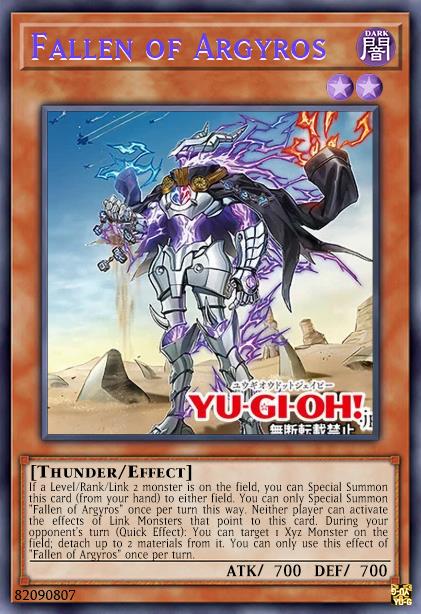 FALLEN OF ARGYROS
DARK
闇
ユウギオウドットジェイピー
YU-GI-OH!
無断転載禁止
[THUNDER/EFFECT]
If a Level/Rank/Link 2 monster is on the field, you can Special Summon
this card (from your hand) to either field. You can only Special Summon
"Fallen of Argyros" once per turn this way. Neither player can activate
the effects of Link Monsters that point to this card. During your
opponent's turn (Quick Effect): You can target 1 Xyz Monster on the
field; detach up to 2 materials from it. You can only use this effect of
"Fallen of Argyros" once per turn.
ATK/ 700 DEF/ 700
82090807